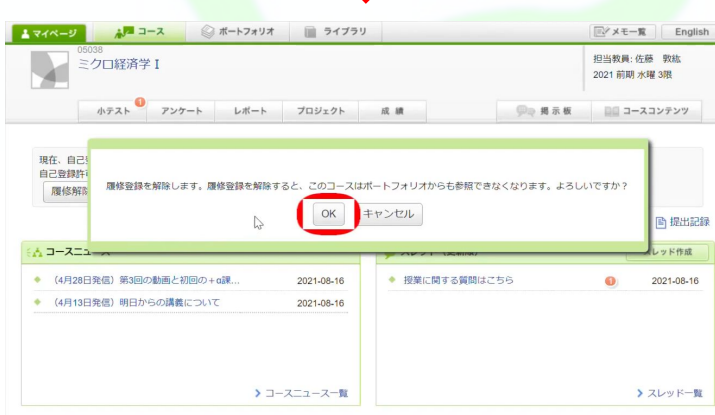 マイページ
コース
ポートフォリオ
ライブラリ
メモ一覧
English
05038
ミクロ経済学 I
担当教員: 佐藤 敦紘
2021 前期 水曜 3限
小テスト
1
アンケート
レポート
プロジェクト
成 績
掲示板
コースコンテンツ
現在、自己
自己登録許
履修解除
履修登録を解除します。履修登録を解除すると、このコースはポートフォリオからも参照できなくなります。よろしいですか？
OK
キャンセル
提出記録
コースニュース
スレッド作成
（4月28日発信）第3回の動画と初回の＋α課...
2021-08-16
（4月13日発信）明日からの講義について
2021-08-16
授業に関する質問はこちら
1
2021-08-16
コースニュース一覧
スレッド一覧